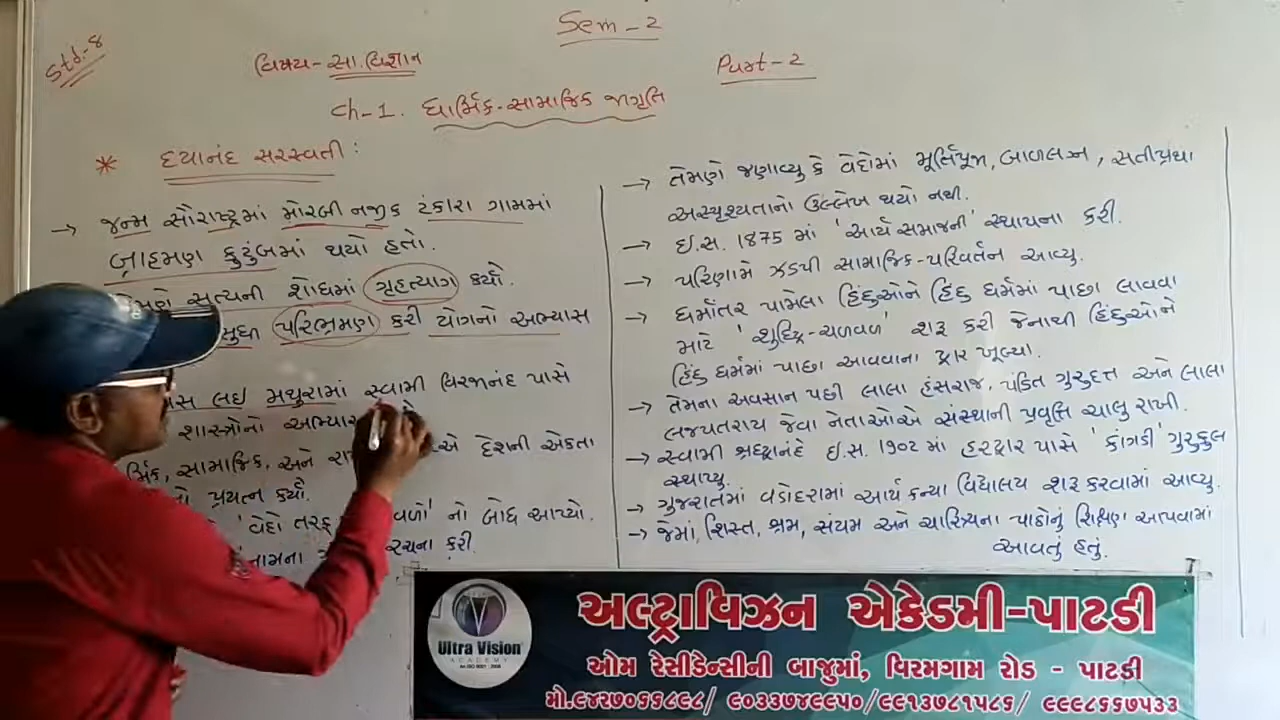 Std.-8
Sem - 2
વિષય - સા. વિજ્ઞાન
Part - 2
Ch-1. ધાર્મિક-સામાજિક જાગૃતિ
* દયાનંદ સરસ્વતી :
→ જન્મ સૌરાષ્ટ્રમાં મોરબી નજીક ટંકારા ગામમાં
બ્રાહ્મણ કુટુંબમાં થયો હતો.
સત્યની શોધમાં ગૃહત્યાગ કર્યો.
સુધી પરિભ્રમણ કરી યોગનો અભ્યાસ
લઇ મથુરામાં સ્વામી વિરજાનંદ પાસે
શાસ્ત્રોનો
સામાજિક, અને દેશની એકતા
પ્રયત્ન કર્યો.
'વેદો તરફ નો બોધ આપ્યો.
નામના રચના કરી.
→ તેમણે જણાવ્યુ કે વેદોમાં મૂર્તિપૂજા, બાળલગ્ન, સતીપ્રથા
અસ્પૃશ્યતાનો ઉલ્લેખ થયો નથી.
→ ઇ.સ. 1875 માં 'આર્ય સમાજની' સ્થાપના કરી.
→ પરિણામે ઝડપી સામાજિક-પરિવર્તન આવ્યુ.
→ ધર્માંતર પામેલા હિંદુઓને હિંદુ ધર્મમાં પાછા લાવવા
માટે 'શુદ્ધિ-ચળવળ' શરૂ કરી જેનાથી હિંદુઓને
હિંદુ ધર્મમાં પાછા આવવાના દ્વાર ખૂલ્યા.
→ તેમના અવસાન પછી લાલા હંસરાજ, પંડિત ગુરુદત્ત અને લાલા
લજપતરાય જેવા નેતાઓએ સંસ્થાની પ્રવૃત્તિ ચાલુ રાખી.
→ સ્વામી શ્રદ્ધાનંદે ઇ.સ. ૧૯૦૨ માં હરદ્વાર પાસે 'કાંગડી' ગુરુકુલ
સ્થાપ્યુ.
→ ગુજરાતમાં વડોદરામાં આર્ય કન્યા વિદ્યાલય શરૂ કરવામાં આવ્યુ.
→ જેમાં, શિસ્ત, શ્રમ, સંયમ અને ચારિત્ર્યના પાઠોનું શિક્ષણ આપવામાં
આવતું હતું.
Ultra Vision
ACADEMY
અલ્ટ્રાવિઝન એકેડમી-પાટડી
ઓમ રેસીડેન્સીની બાજુમાં, વિરમગામ રોડ - પાટડી
મો.૯૪૨૭૦૬૬૮૯૮/ ૯૦૩૩૭૪૯૯૫૦/૯૯૧૩૭૮૧૫૮૬/ ૯૯૯૮૬૬૭૫૩૩